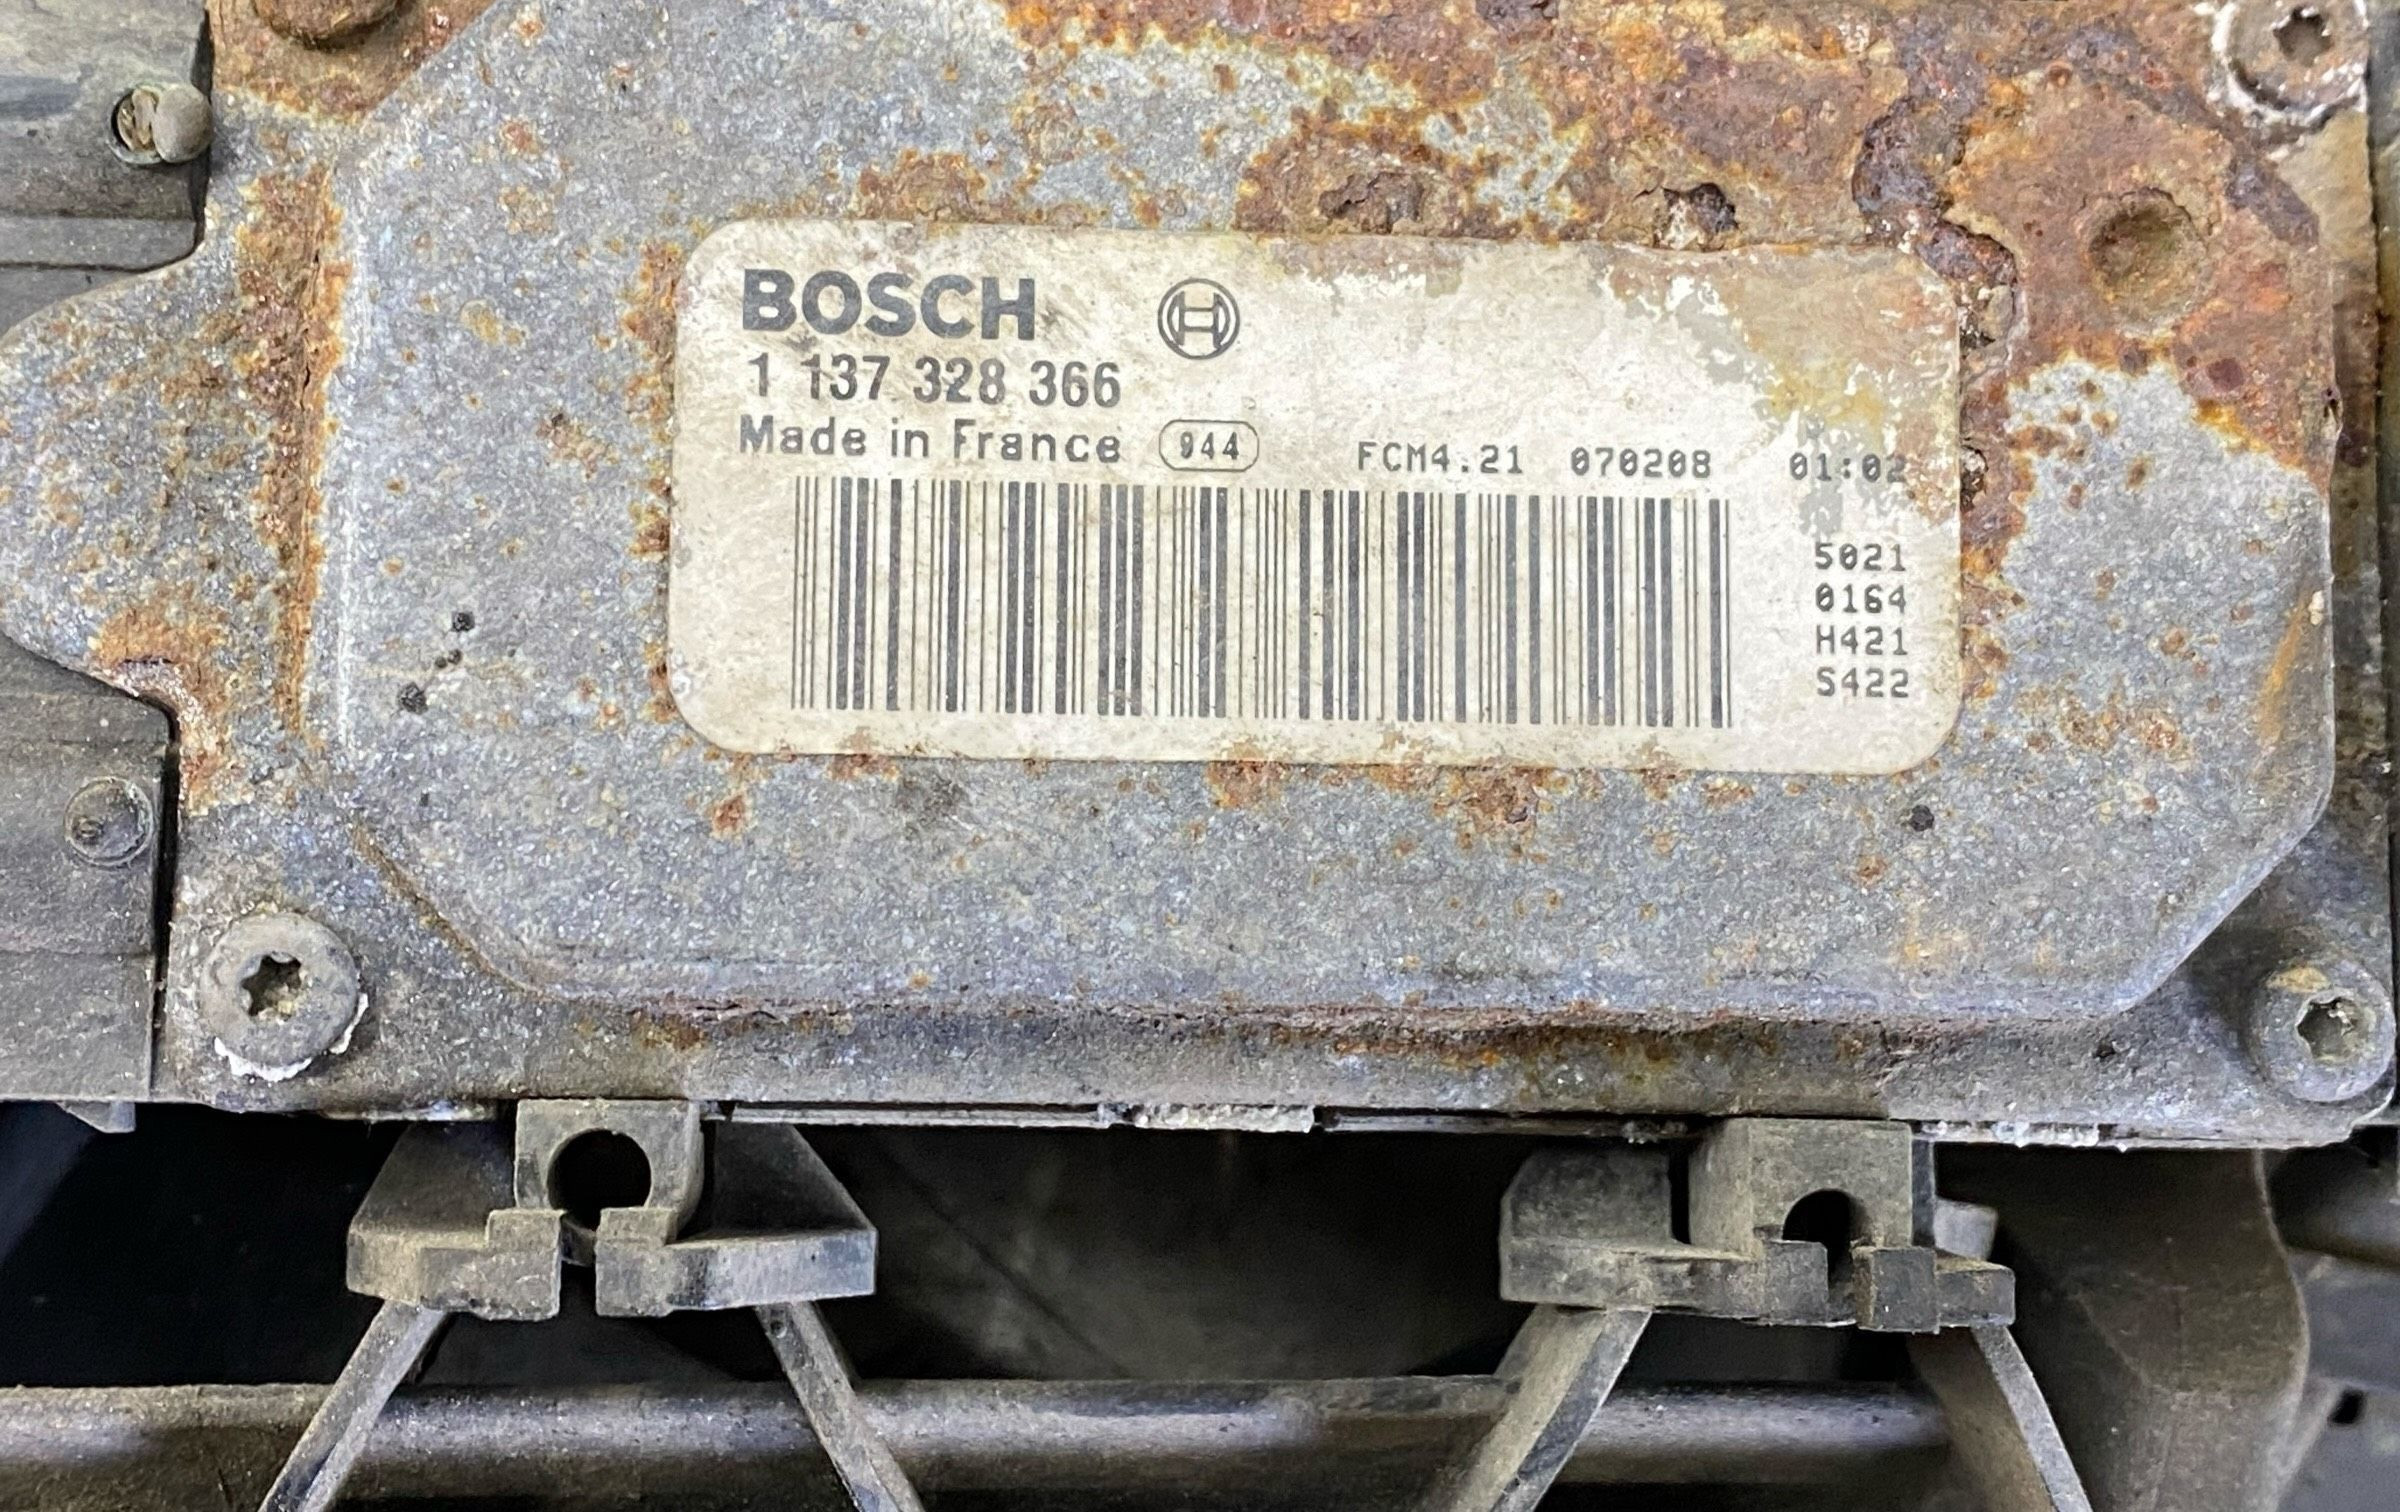 BOSCH
1 137 328 366
Made in France 944 FCM4.21 070208 01:02
5021
0164
H421
S422